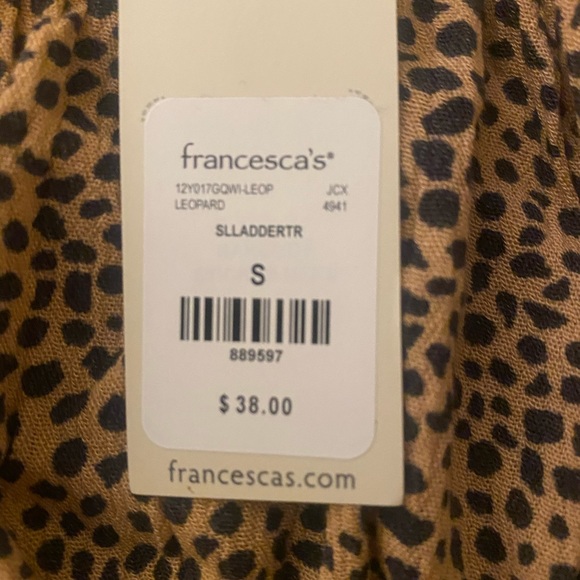 francesca's®
12Y017GQWI-LEOP JCX
LEOPARD 4941
SLLADDERTR
S
889597
$38.00
francescas.com